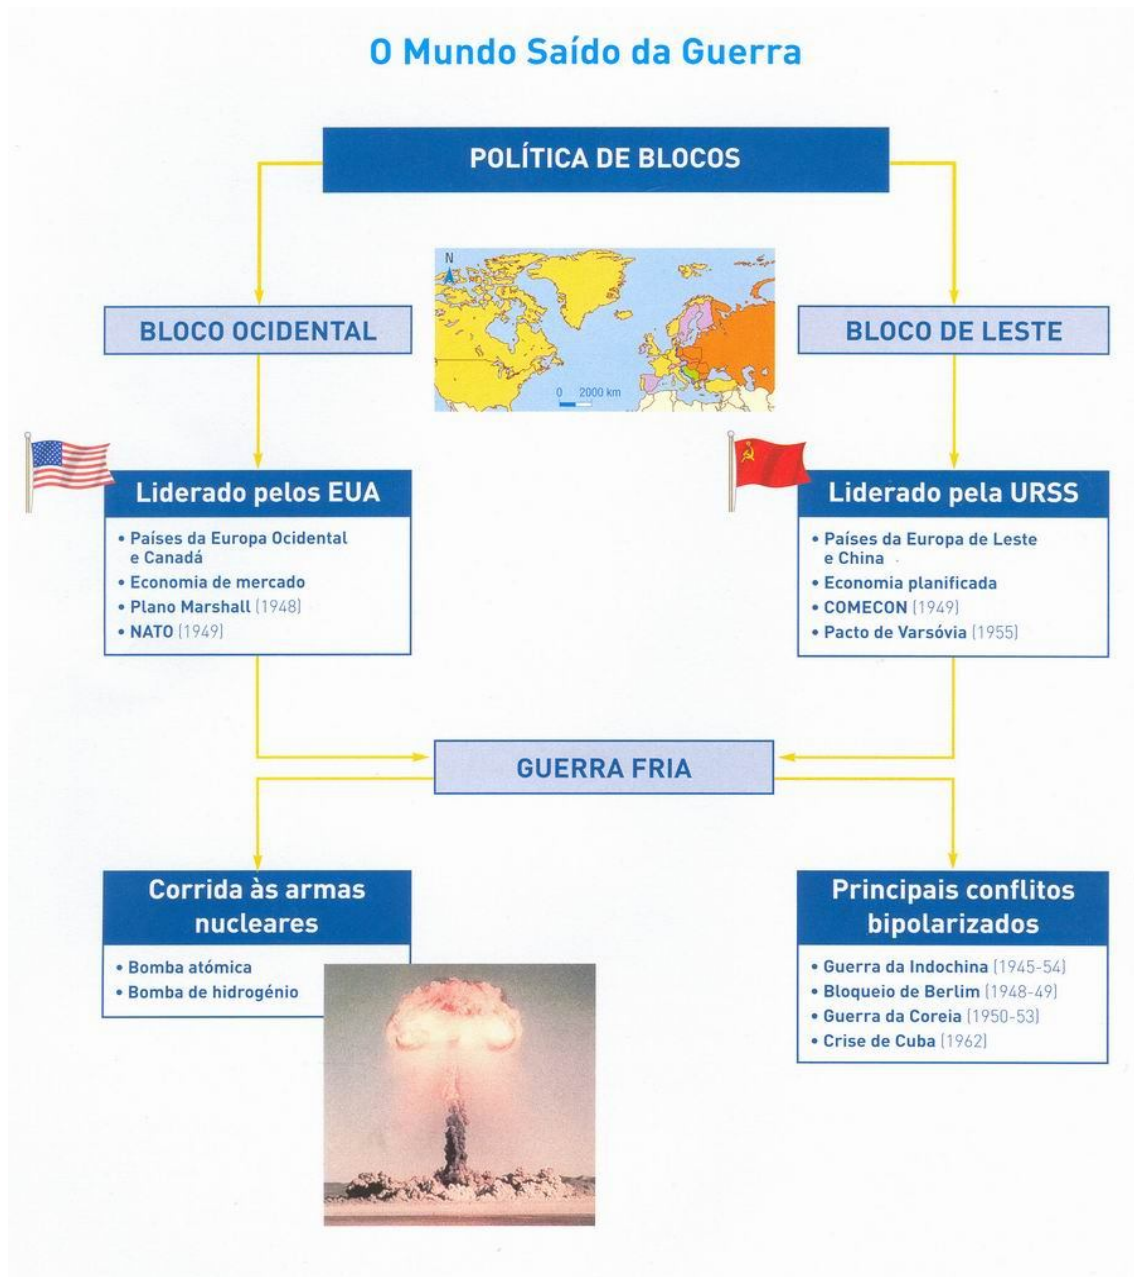 O Mundo Saído da Guerra
POLÍTICA DE BLOCOS
N
0 2000 km
BLOCO OCIDENTAL
BLOCO DE LESTE
Liderado pelos EUA
• Países da Europa Ocidental
e Canadá
• Economia de mercado
• Plano Marshall (1948)
• NATO (1949)
Liderado pela URSS
• Países da Europa de Leste
e China
• Economia planificada
• COMECON (1949)
• Pacto de Varsóvia (1955)
GUERRA FRIA
Corrida às armas
nucleares
• Bomba atómica
• Bomba de hidrogénio
Principais conflitos
bipolarizados
• Guerra da Indochina (1945-54)
• Bloqueio de Berlim (1948-49)
• Guerra da Coreia (1950-53)
• Crise de Cuba (1962)